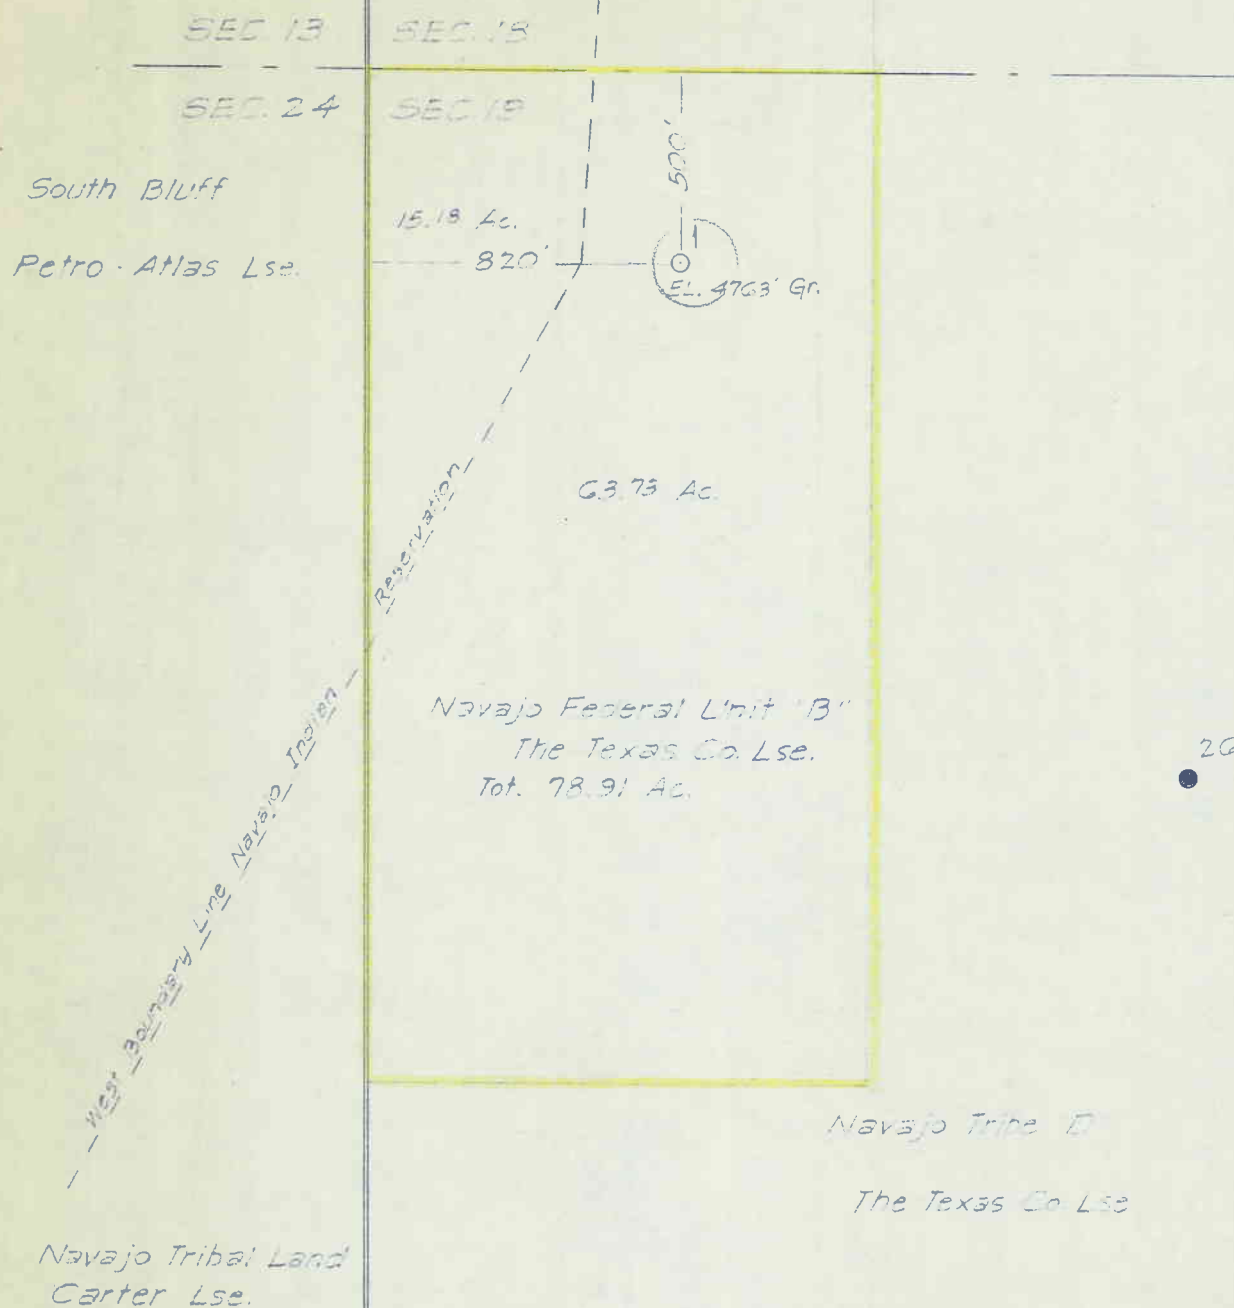 SEC. 13
SEC. 18
SEC. 24
SEC. 19
South Bluff
Petro-Atlas Lse.
15.18 Ac.
820'
500'
1
EL. 4763' Gr.
63.73 Ac.
West Boundary Line Navajo Indian Reservation
Navajo Federal Unit "B"
The Texas Co. Lse.
Tot. 78.91 Ac.
Navajo Tribe
The Texas Co. Lse
Navajo Tribal Land
Carter Lse.